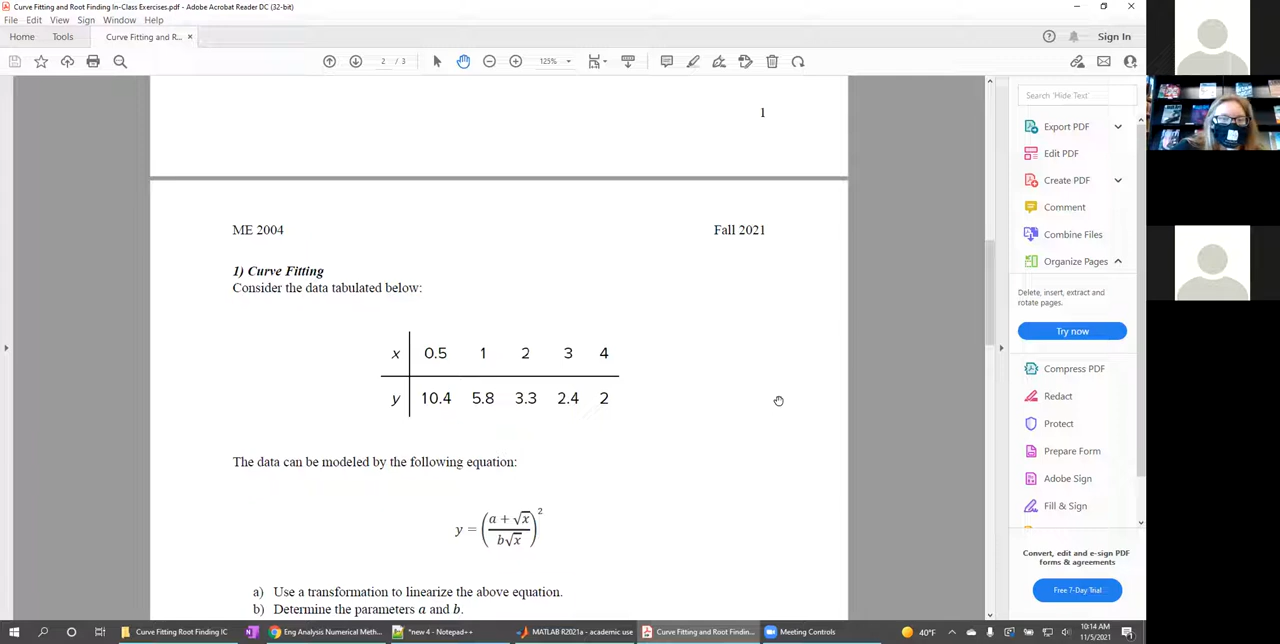 Curve Fitting and Root Finding In-Class Exercises.pdf - Adobe Acrobat Reader DC (32-bit)
File Edit View Sign Window Help
Home Tools Curve Fitting and R... × Sign In
2 / 3 125%
1
ME 2004 Fall 2021
1) Curve Fitting
Consider the data tabulated below:
x 0.5 1 2 3 4
y 10.4 5.8 3.3 2.4 2
The data can be modeled by the following equation:
y = ((a + √x) / (b√x))²
a) Use a transformation to linearize the above equation.
b) Determine the parameters a and b.
Search 'Hide Text'
Export PDF
Edit PDF
Create PDF
Comment
Combine Files
Organize Pages
Delete, insert, extract and
rotate pages.
Try now
Compress PDF
Redact
Protect
Prepare Form
Adobe Sign
Fill & Sign
Convert, edit and e-sign PDF
forms & agreements
Free 7-Day Trial
Curve Fitting Root Finding IC Eng Analysis Numerical Meth... *new 4 - Notepad++ MATLAB R2021a - academic use Curve Fitting and Root Findin... Meeting Controls 40°F 10:14 AM
11/5/2021